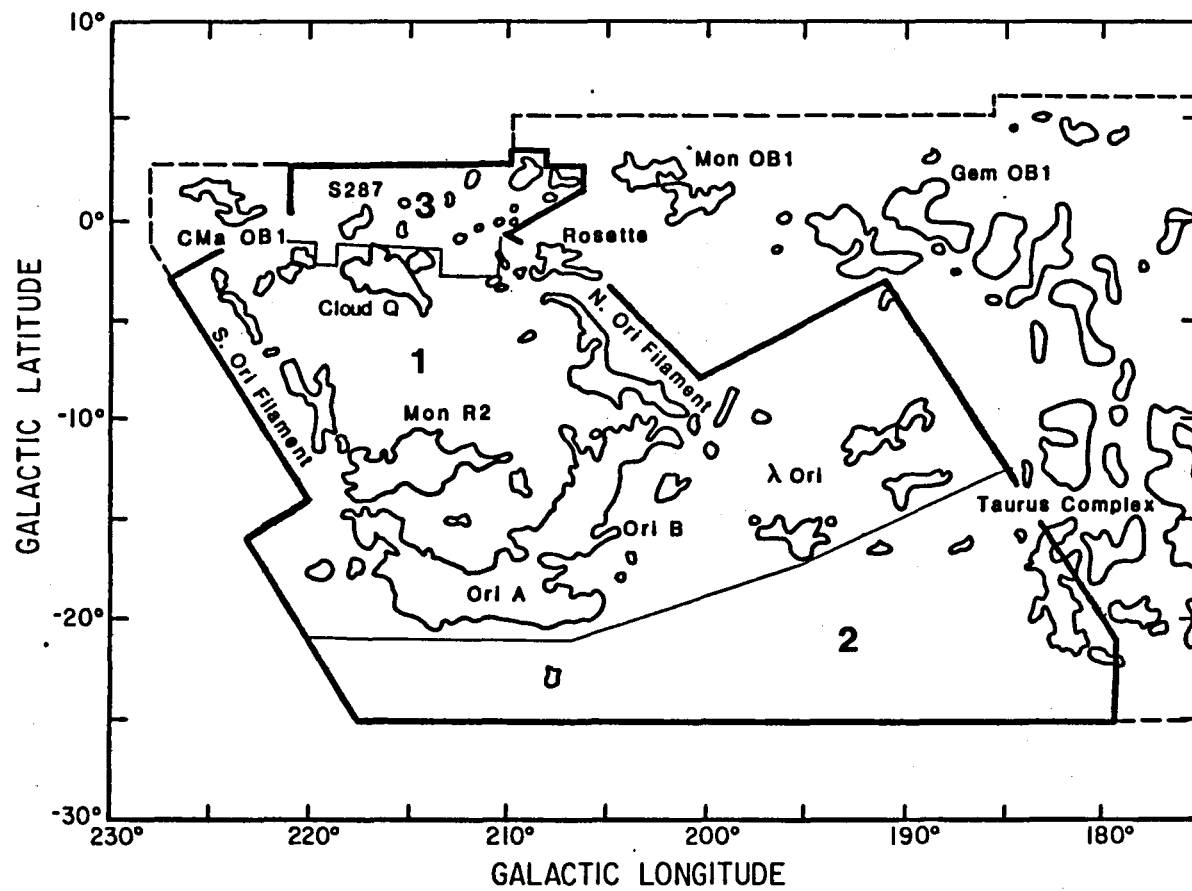 10°
Mon OB1
Gem OB1
S287
3
0°
CMa OB1
Rosette
Cloud Q
N. Ori Filament
S. Ori Filament
1
-10°
Mon R2
λ Ori
Taurus Complex
Ori B
Ori A
-20°
2
-30°
230°
220°
210°
200°
190°
180°
GALACTIC LATITUDE
GALACTIC LONGITUDE